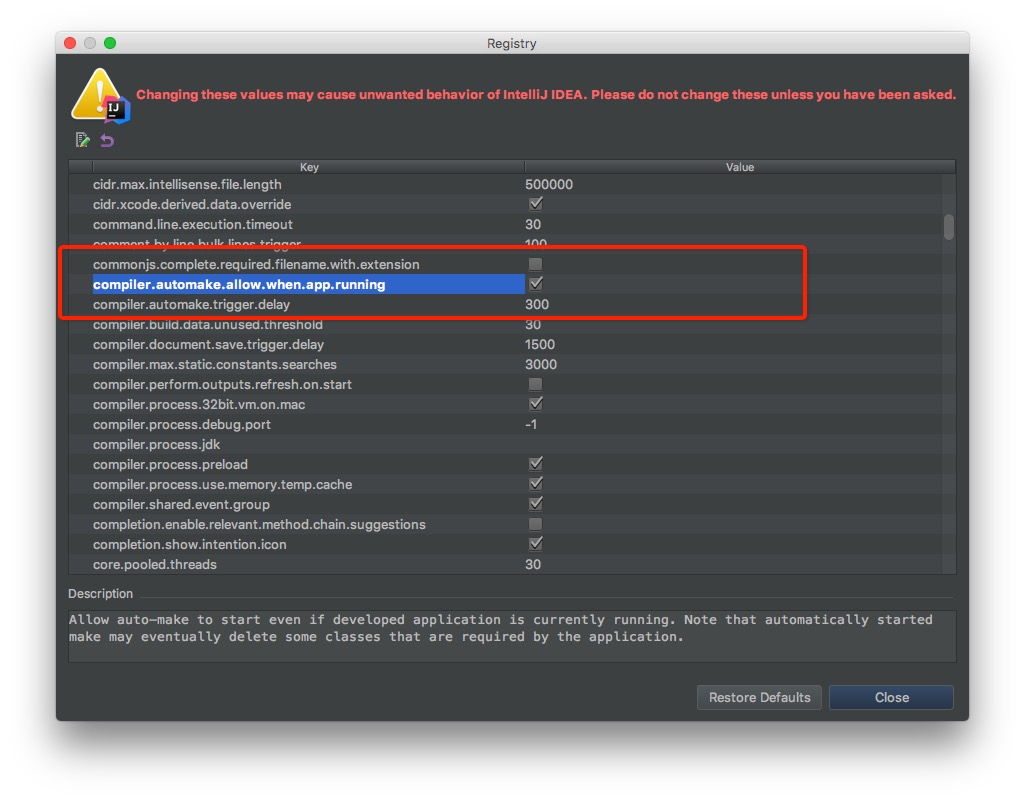 Registry
Changing these values may cause unwanted behavior of IntelliJ IDEA. Please do not change these unless you have been asked.
IJ
Key Value
cidr.max.intellisense.file.length 500000
cidr.xcode.derived.data.override
command.line.execution.timeout 30
comment.by.line.bulk.lines.trigger 100
commonjs.complete.required.filename.with.extension
compiler.automake.allow.when.app.running
compiler.automake.trigger.delay 300
compiler.build.data.unused.threshold 30
compiler.document.save.trigger.delay 1500
compiler.max.static.constants.searches 3000
compiler.perform.outputs.refresh.on.start
compiler.process.32bit.vm.on.mac
compiler.process.debug.port -1
compiler.process.jdk
compiler.process.preload
compiler.process.use.memory.temp.cache
compiler.shared.event.group
completion.enable.relevant.method.chain.suggestions
completion.show.intention.icon
core.pooled.threads 30
Description
Allow auto-make to start even if developed application is currently running. Note that automatically started
make may eventually delete some classes that are required by the application.
Restore Defaults Close